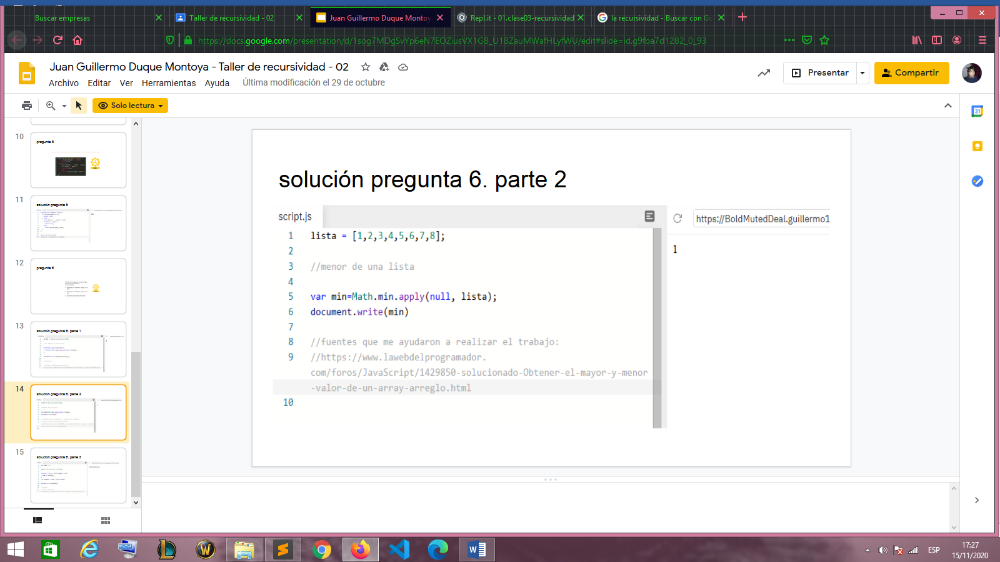 Buscar empresas
Taller de recursividad - 02
Juan Guillermo Duque Montoy
Repl.it - 01.clase03-recursividad
la recursividad - Buscar con Go
https://docs.google.com/presentation/d/1sog7MDgSvYp6eN7EOZiusVX1G8_U18ZauMWafHLyfWU/edit#slide=id.g9fba7d1282_0_93
Juan Guillermo Duque Montoya - Taller de recursividad - 02
Archivo Editar Ver Herramientas Ayuda Última modificación el 29 de octubre
Presentar
Compartir
Solo lectura
31
10
pregunta 5
11
solución pregunta 5
12
pregunta 6
13
solución pregunta 6. parte 1
14
solución pregunta 6. parte 2
15
solución pregunta 6. parte 3
solución pregunta 6. parte 2
script.js
https://BoldMutedDeal.guillermo1
1 lista = [1,2,3,4,5,6,7,8];
2
3 //menor de una lista
4
5 var min=Math.min.apply(null, lista);
6 document.write(min)
7
8 //fuentes que me ayudaron a realizar el trabajo:
9 //https://www.lawebdelprogramador.
com/foros/JavaScript/1429850-solucionado-Obtener-el-mayor-y-menor
-valor-de-un-array-arreglo.html
10
1
ESP
17:27
15/11/2020